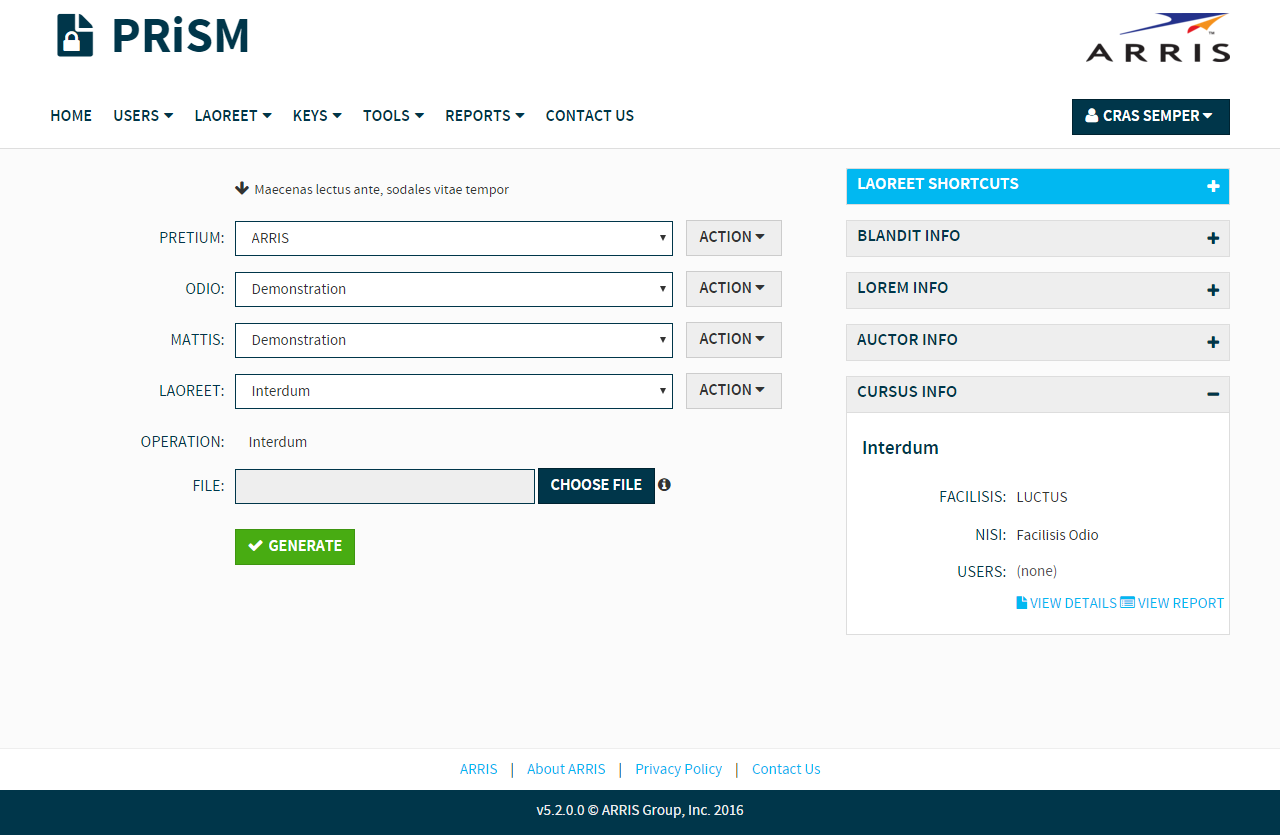 PRiSM
ARRIS
HOME USERS LAOREET KEYS TOOLS REPORTS CONTACT US
CRAS SEMPER
Maecenas lectus ante, sodales vitae tempor
PRETIUM: ARRIS ACTION
ODIO: Demonstration ACTION
MATTIS: Demonstration ACTION
LAOREET: Interdum ACTION
OPERATION: Interdum
FILE: CHOOSE FILE
GENERATE
LAOREET SHORTCUTS
BLANDIT INFO
LOREM INFO
AUCTOR INFO
CURSUS INFO
Interdum
FACILISIS: LUCTUS
NISI: Facilisis Odio
USERS: (none)
VIEW DETAILS VIEW REPORT
ARRIS | About ARRIS | Privacy Policy | Contact Us
v5.2.0.0 © ARRIS Group, Inc. 2016